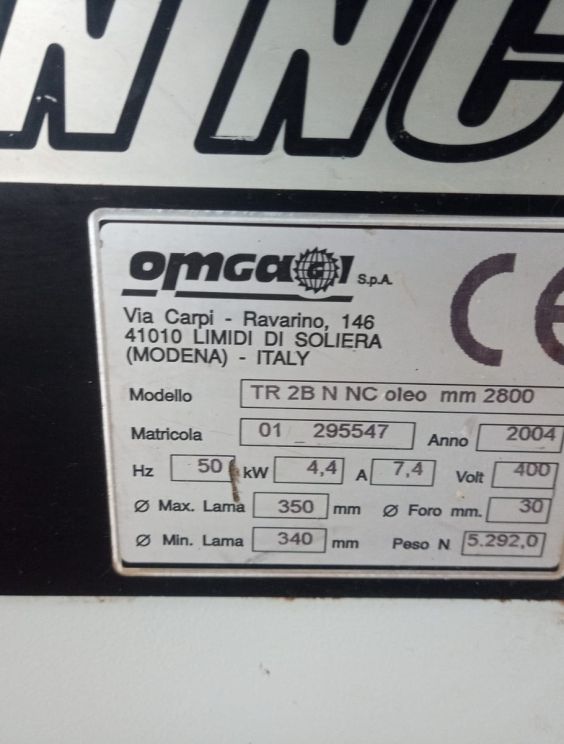 N NC
OMGA G
S.p.A.
CE
Via Carpi - Ravarino, 146
41010 LIMIDI DI SOLIERA
(MODENA) - ITALY
Modello TR 2B N NC oleo mm 2800
Matricola 01 _ 295547 Anno 2004
Hz 50 kW 4,4 A 7,4 Volt 400
Ø Max. Lama 350 mm Ø Foro mm. 30
Ø Min. Lama 340 mm Peso N 5.292,0